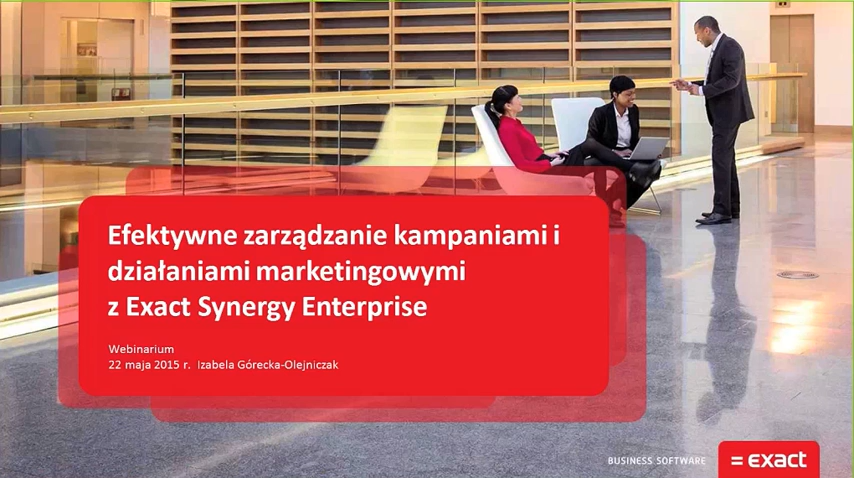 Efektywne zarządzanie kampaniami i
działaniami marketingowymi
z Exact Synergy Enterprise
Webinarium
22 maja 2015 r.  Izabela Górecka-Olejniczak
BUSINESS SOFTWARE
= exact